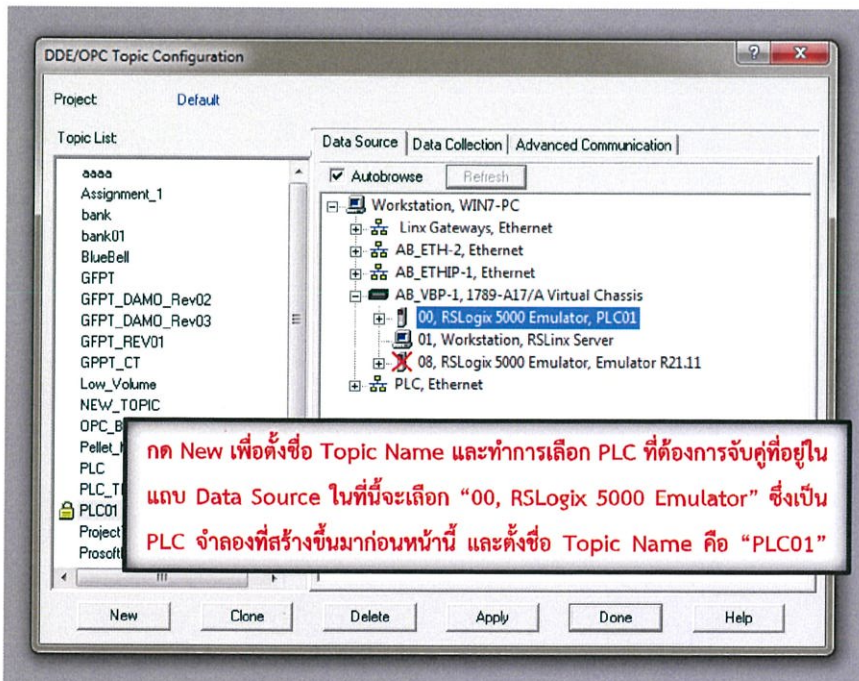 DDE/OPC Topic Configuration
Project: Default
Topic List:
aaaa
Assignment_1
bank
bank01
BlueBell
GFPT
GFPT_DAMO_Rev02
GFPT_DAMO_Rev03
GFPT_REV01
GPPT_CT
Low_Volume
NEW_TOPIC
OPC_B
Pellet_
PLC
PLC_T
PLC01
Project
Prosoft
Data Source
Data Collection
Advanced Communication
Autobrowse
Refresh
Workstation, WIN7-PC
Linx Gateways, Ethernet
AB_ETH-2, Ethernet
AB_ETHIP-1, Ethernet
AB_VBP-1, 1789-A17/A Virtual Chassis
00, RSLogix 5000 Emulator, PLC01
01, Workstation, RSLinx Server
08, RSLogix 5000 Emulator, Emulator R21.11
PLC, Ethernet
กด New เพื่อตั้งชื่อ Topic Name และทำการเลือก PLC ที่ต้องการจับคู่ที่อยู่ใน
แถบ Data Source ในที่นี้จะเลือก “00, RSLogix 5000 Emulator” ซึ่งเป็น
PLC จำลองที่สร้างขึ้นมาก่อนหน้านี้ และตั้งชื่อ Topic Name คือ “PLC01”
New
Clone
Delete
Apply
Done
Help